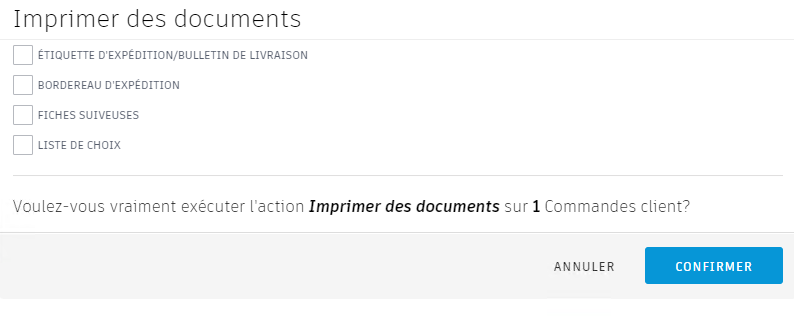 Imprimer des documents
ÉTIQUETTE D'EXPÉDITION/BULLETIN DE LIVRAISON
BORDEREAU D'EXPÉDITION
FICHES SUIVEUSES
LISTE DE CHOIX
Voulez-vous vraiment exécuter l'action Imprimer des documents sur 1 Commandes client?
ANNULER CONFIRMER